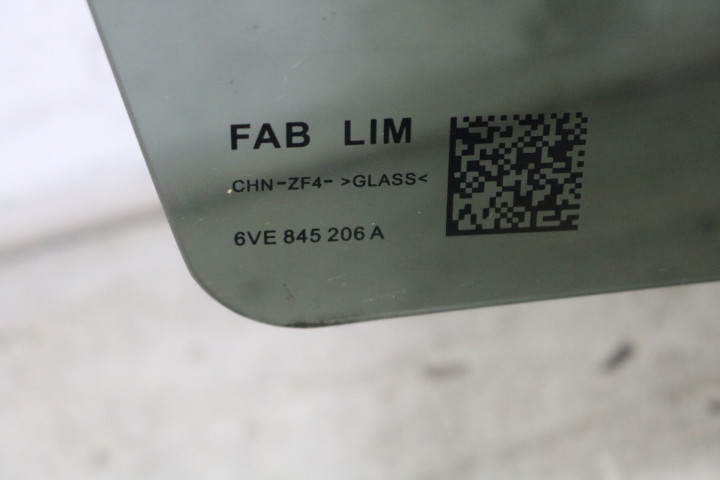 FAB LIM
CHN-ZF4- >GLASS<
6VE 845 206 A